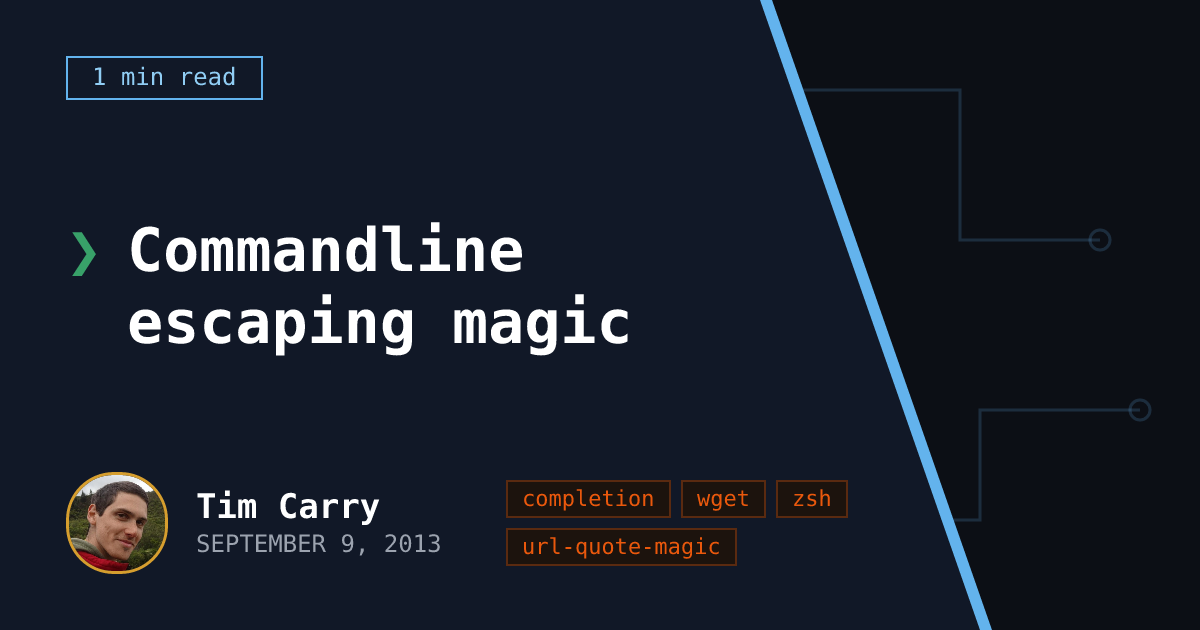 1 min read
❯ Commandline
escaping magic
Tim Carry
SEPTEMBER 9, 2013
completion wget zsh
url-quote-magic